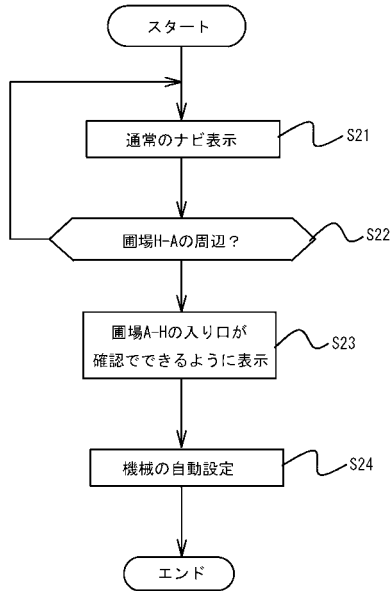 スタート
通常のナビ表示
S21
圃場H-Aの周辺？
S22
圃場A-Hの入り口が
確認でできるように表示
S23
機械の自動設定
S24
エンド